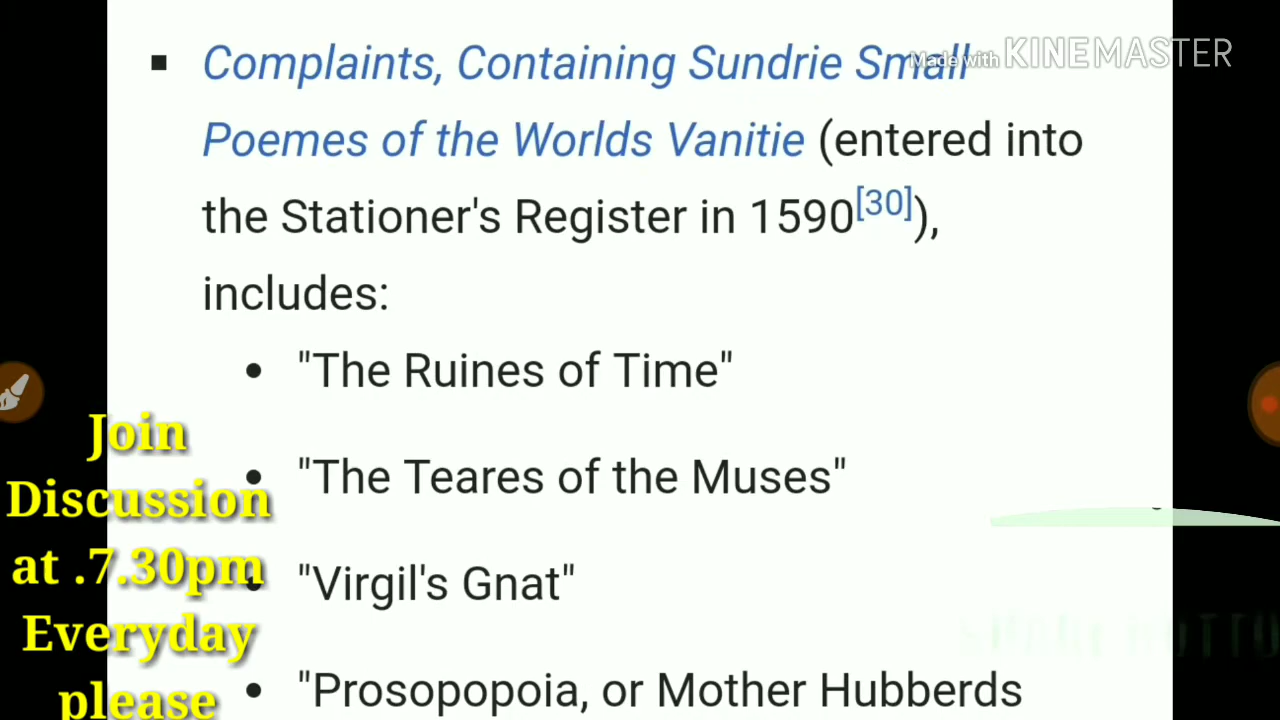 Complaints, Containing Sundrie Small
Made with KINEMASTER
Poemes of the Worlds Vanitie (entered into
the Stationer's Register in 1590[30]),
includes:
• "The Ruines of Time"
• "The Teares of the Muses"
• "Virgil's Gnat"
• "Prosopopoia, or Mother Hubberds
Join
Discussion
at .7.30pm
Everyday
please